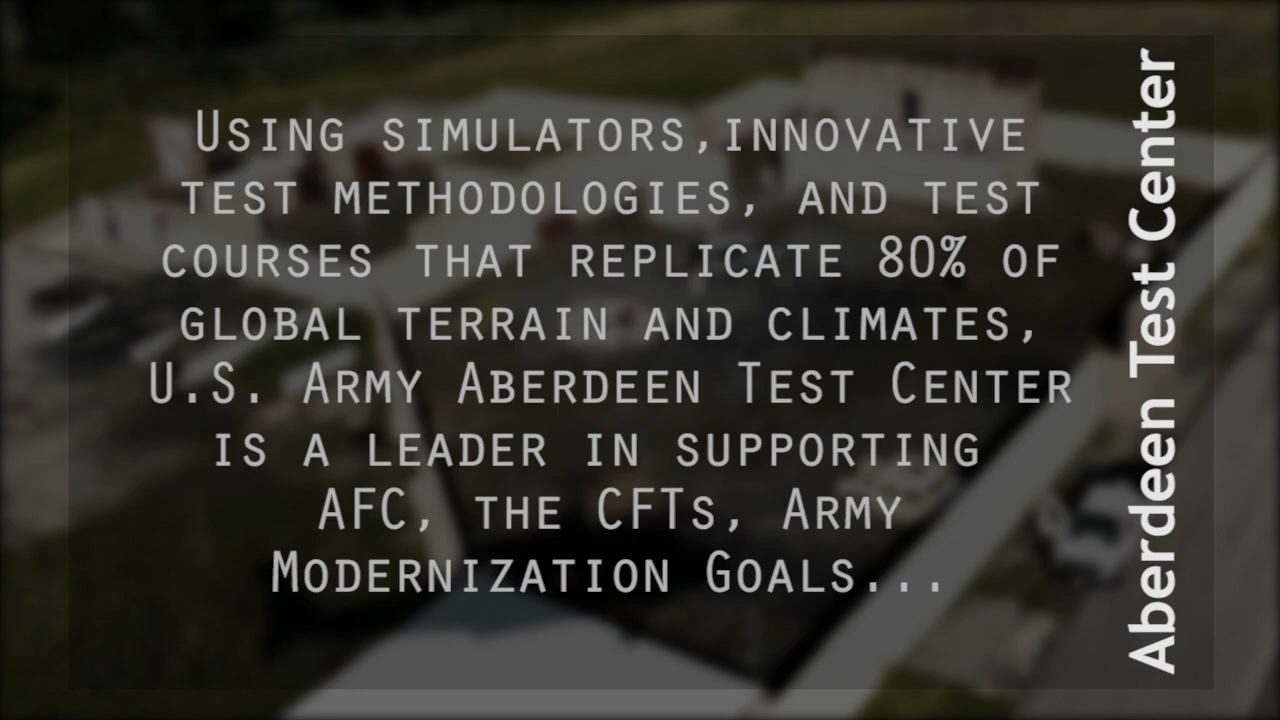 Using simulators,innovative
test methodologies, and test
courses that replicate 80% of
global terrain and climates,
U.S. Army Aberdeen Test Center
is a leader in supporting
AFC, the CFTs, Army
Modernization Goals...
Aberdeen Test Center